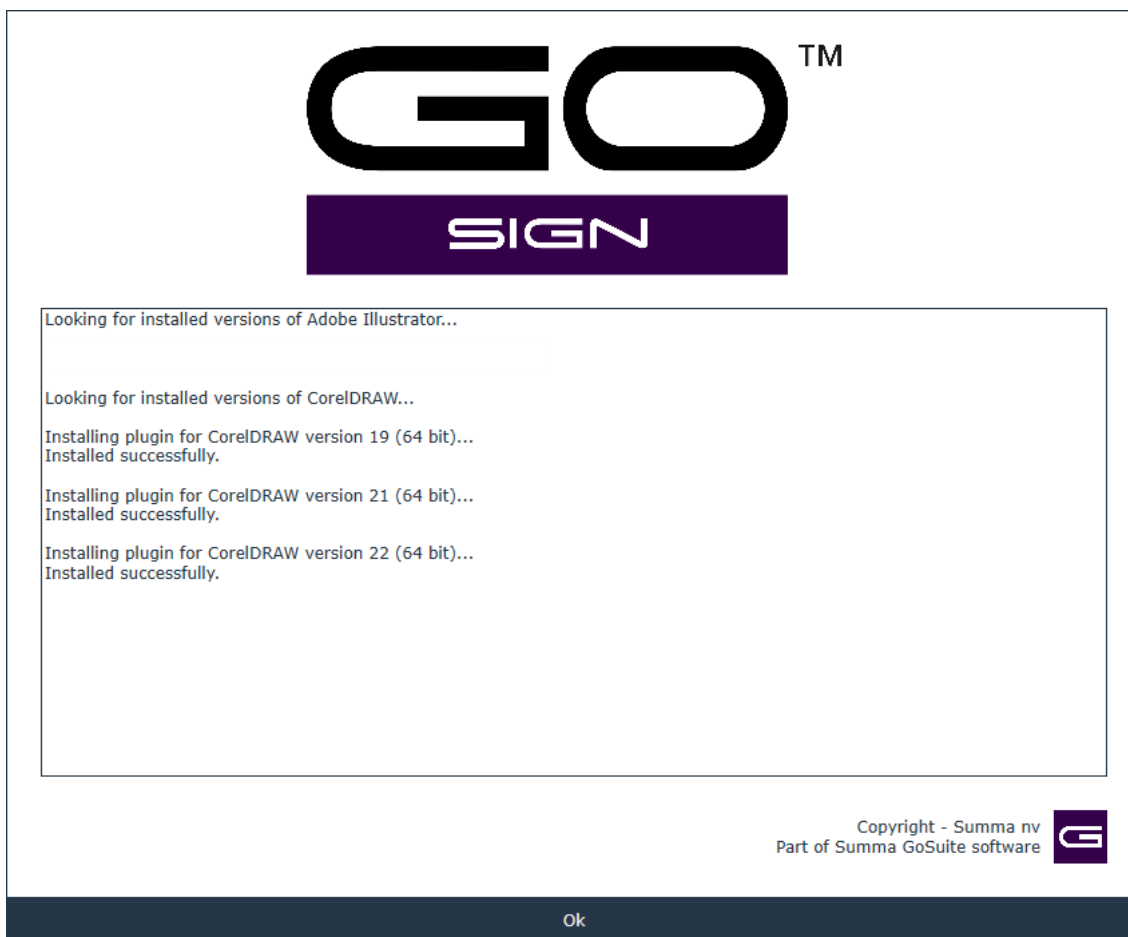 GO™
SIGN
Looking for installed versions of Adobe Illustrator...
Looking for installed versions of CorelDRAW...
Installing plugin for CorelDRAW version 19 (64 bit)...
Installed successfully.
Installing plugin for CorelDRAW version 21 (64 bit)...
Installed successfully.
Installing plugin for CorelDRAW version 22 (64 bit)...
Installed successfully.
Copyright - Summa nv
Part of Summa GoSuite software
G
Ok